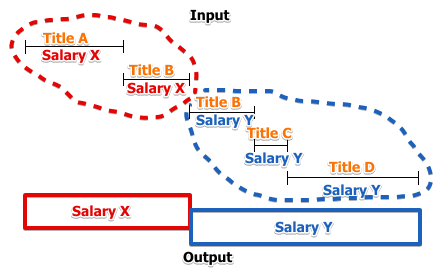 Input
Title A
Salary X
Title B
Salary X
Title B
Salary Y
Title C
Salary Y
Title D
Salary Y
Salary X
Salary Y
Output